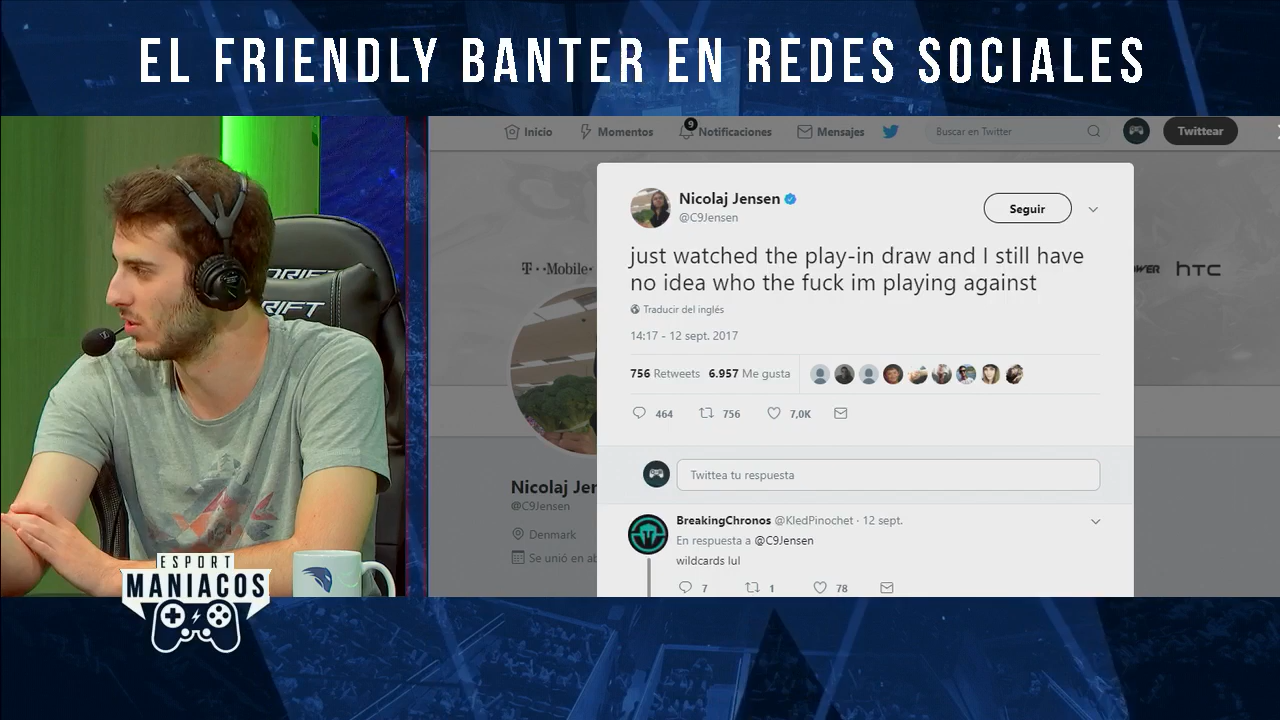 EL FRIENDLY BANTER EN REDES SOCIALES
Inicio Momentos 9 Notificaciones Mensajes Buscar en Twitter Twittear
Nicolaj Jensen
@C9Jensen
Seguir
just watched the play-in draw and I still have
no idea who the fuck im playing against
Traducir del inglés
14:17 - 12 sept. 2017
756 Retweets 6.957 Me gusta
464 756 7,0K
Twittea tu respuesta
BreakingChronos @KledPinochet · 12 sept.
En respuesta a @C9Jensen
wildcards lul
7 1 78
T··Mobile·
hTC
Nicolaj Jen
@C9Jensen
Denmark
Se unió en ab
DRIFT
RIFT
ESPORT
MANIACOS